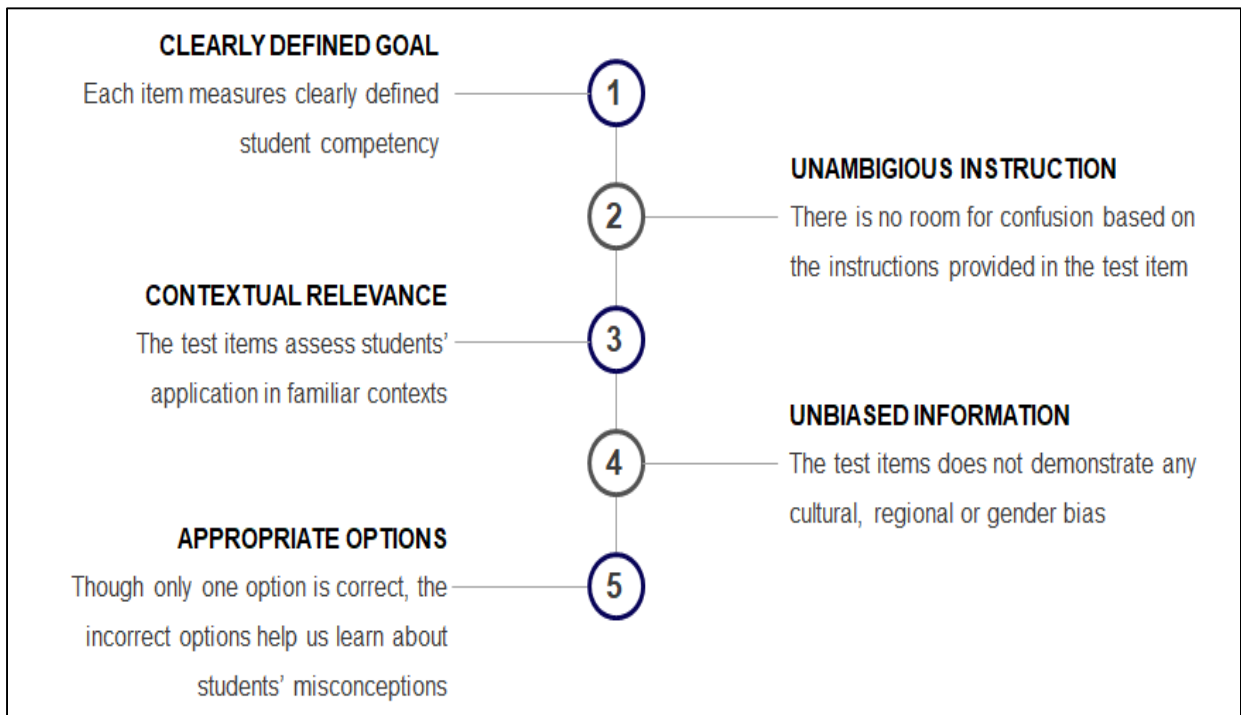 CLEARLY DEFINED GOAL
Each item measures clearly defined
student competency
1
UNAMBIGIOUS INSTRUCTION
2
There is no room for confusion based on
the instructions provided in the test item
CONTEXTUAL RELEVANCE
The test items assess students’
application in familiar contexts
3
UNBIASED INFORMATION
4
The test items does not demonstrate any
cultural, regional or gender bias
APPROPRIATE OPTIONS
Though only one option is correct, the
incorrect options help us learn about
students’ misconceptions
5